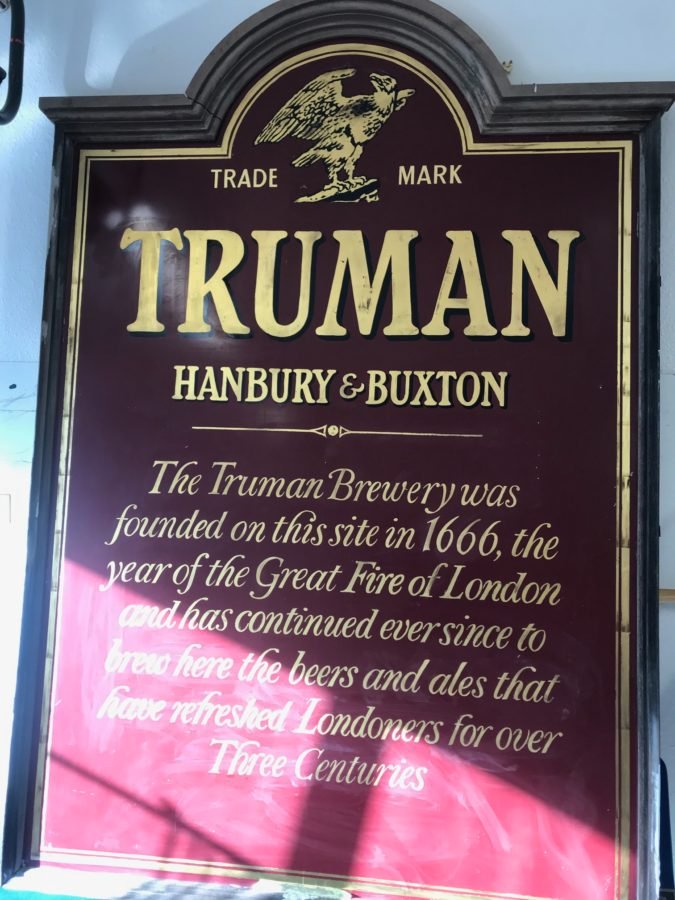 TRADE MARK
TRUMAN
HANBURY & BUXTON
The Truman Brewery was
founded on this site in 1666, the
year of the Great Fire of London
and has continued ever since to
brew here the beers and ales that
have refreshed Londoners for over
Three Centuries